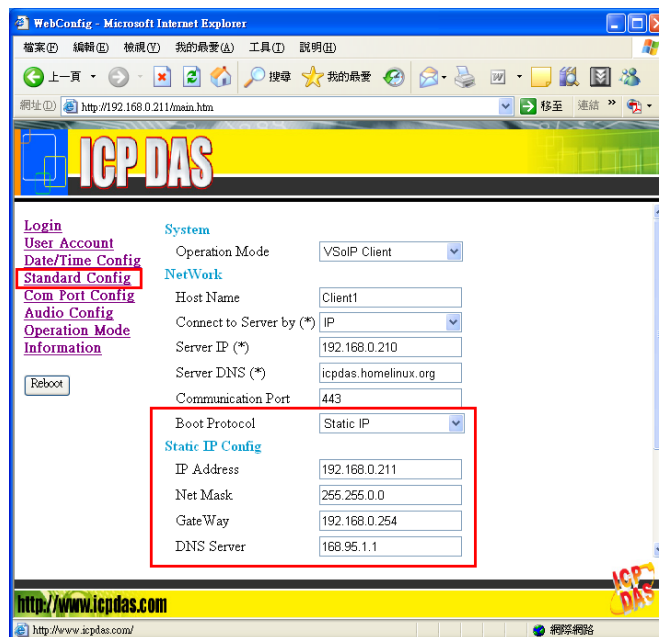 WebConfig - Microsoft Internet Explorer
檔案(F) 編輯(E) 檢視(V) 我的最愛(A) 工具(T) 說明(H)
上一頁 搜尋 我的最愛
網址(D) http://192.168.0.211/main.htm 移至 連結 »
ICP DAS
Login
User Account
Date/Time Config
Standard Config
Com Port Config
Audio Config
Operation Mode
Information
Reboot
System
Operation Mode VSoIP Client
NetWork
Host Name Client1
Connect to Server by (*) IP
Server IP (*) 192.168.0.210
Server DNS (*) icpdas.homelinux.org
Communication Port 443
Boot Protocol Static IP
Static IP Config
IP Address 192.168.0.211
Net Mask 255.255.0.0
GateWay 192.168.0.254
DNS Server 168.95.1.1
http://www.icpdas.com
ICP DAS
http://www.icpdas.com/ 網際網路